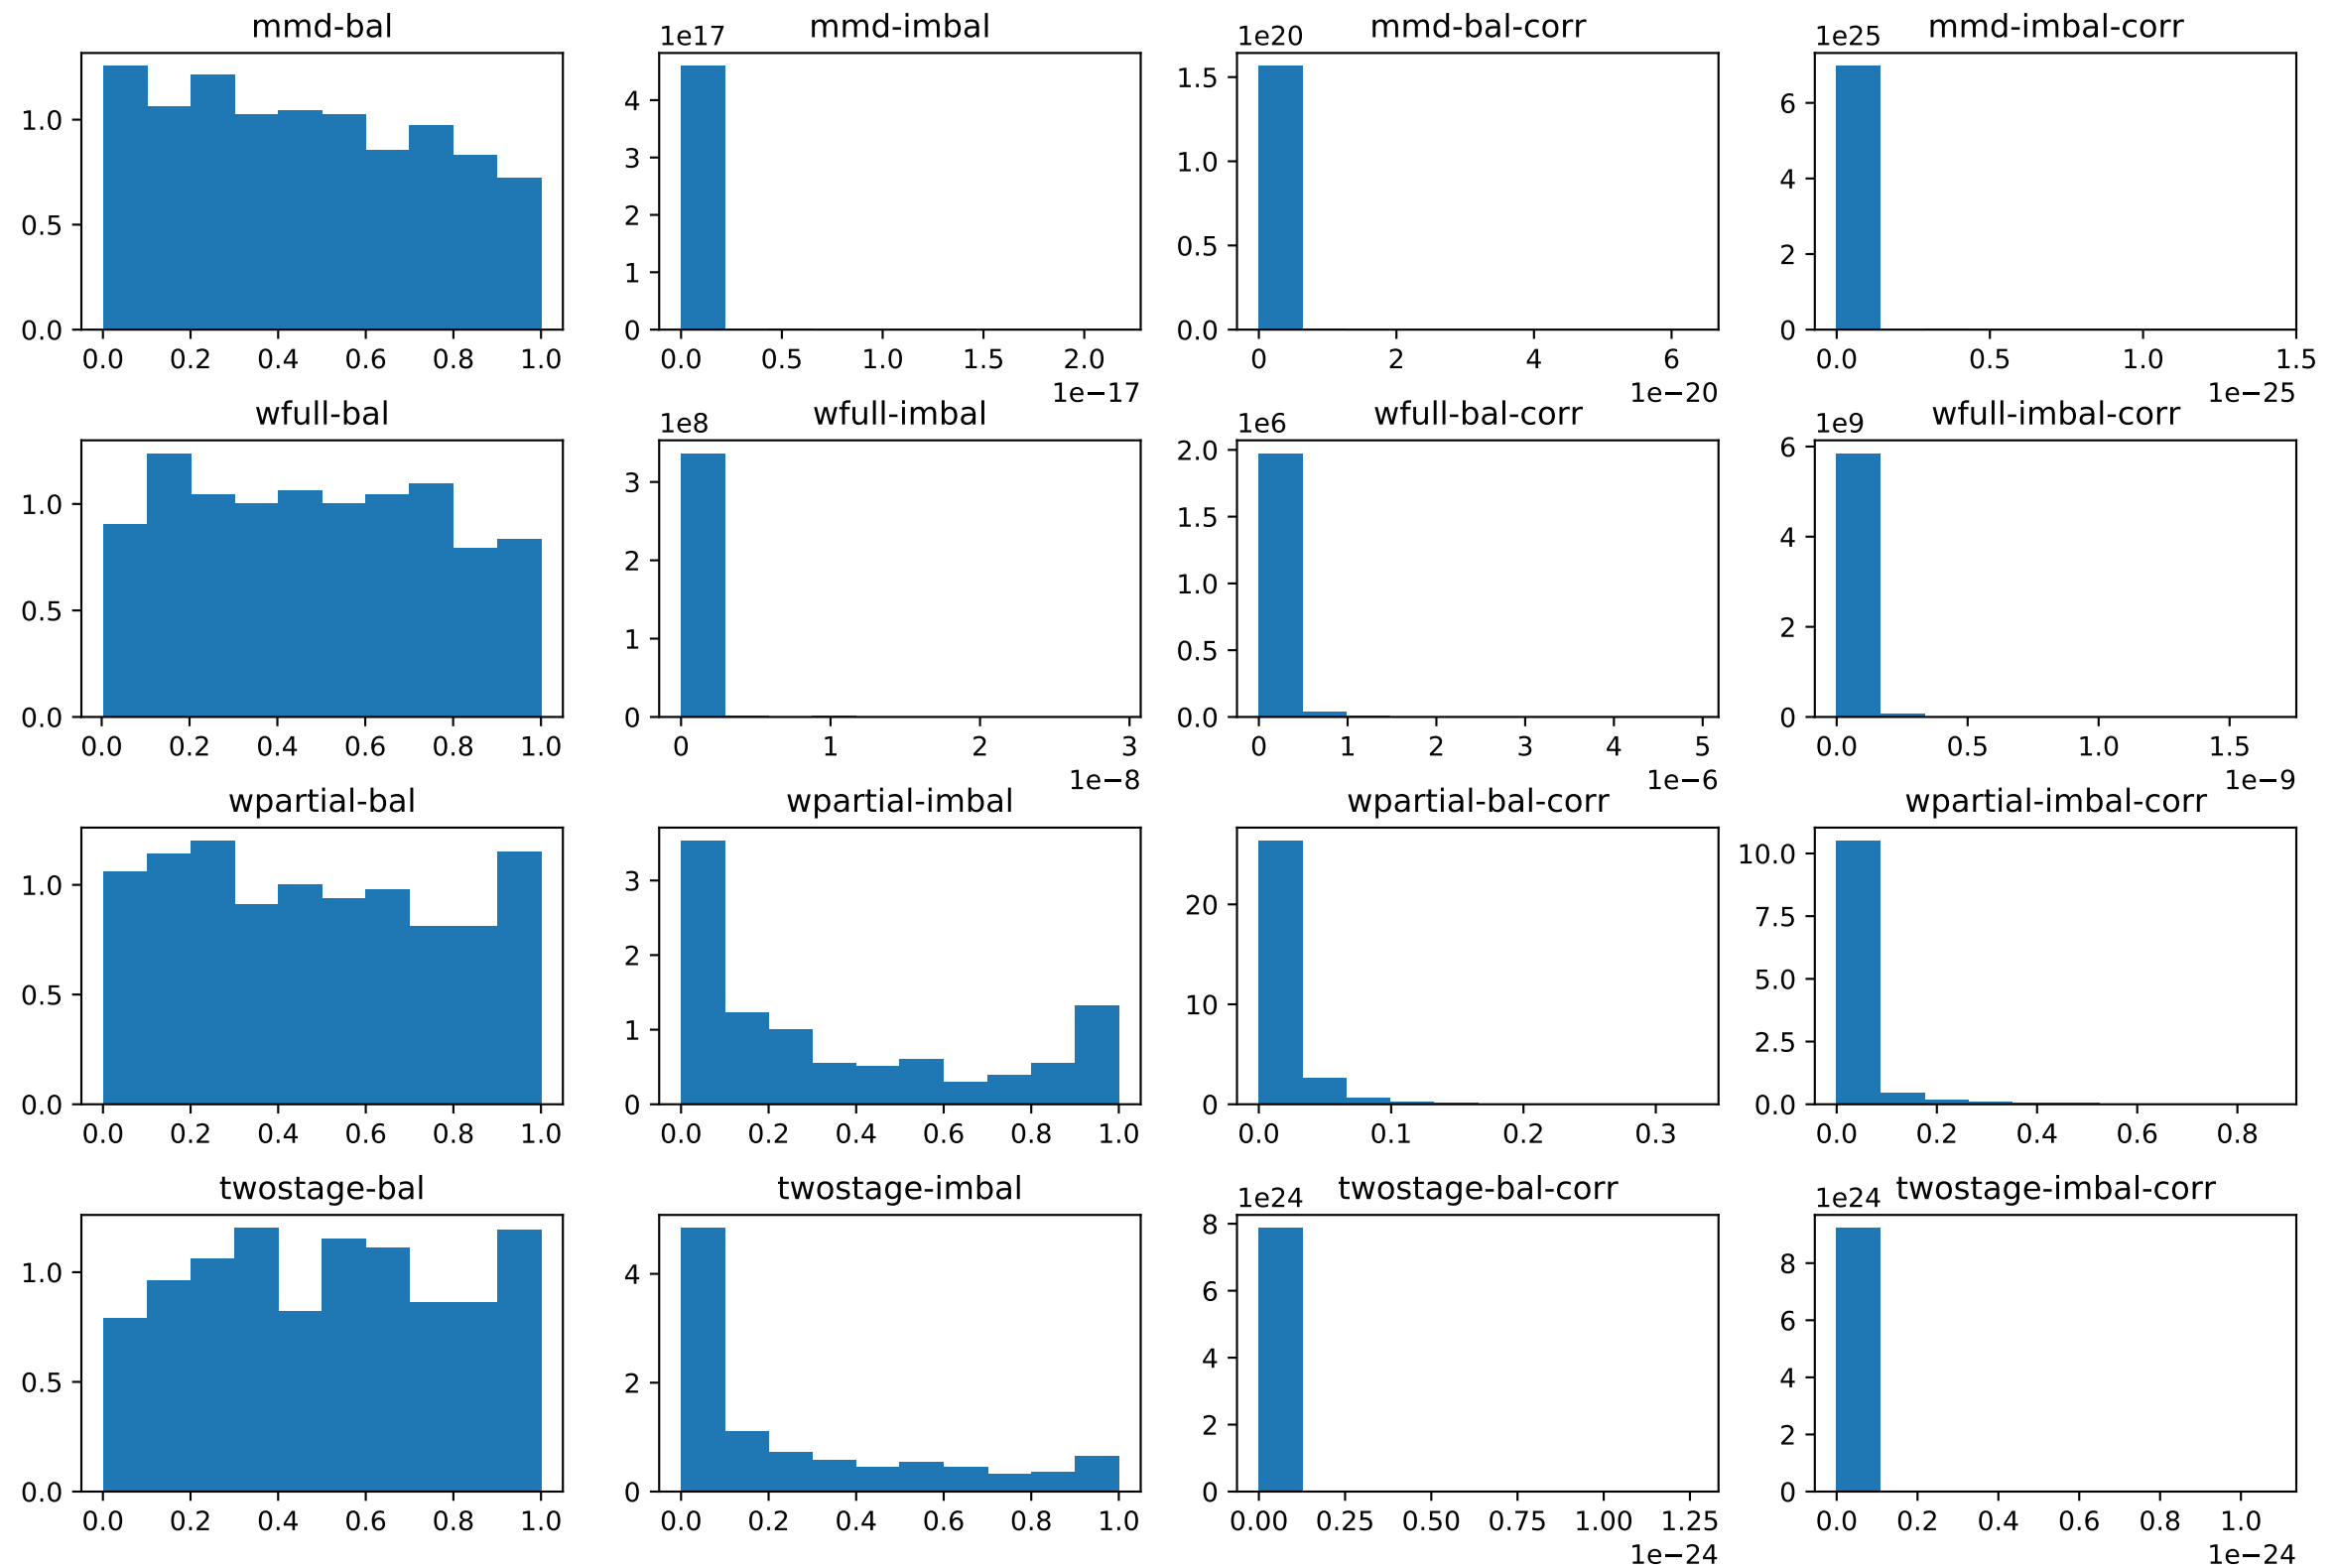 mmd-bal
0.0
0.5
1.0
0.0 0.2 0.4 0.6 0.8 1.0
mmd-imbal
1e17
0
1
2
3
4
0.0 0.5 1.0 1.5 2.0
1e−17
mmd-bal-corr
1e20
0.0
0.5
1.0
1.5
0 2 4 6
1e−20
mmd-imbal-corr
1e25
0
2
4
6
0.0 0.5 1.0 1.5
1e−25
wfull-bal
0.0
0.5
1.0
0.0 0.2 0.4 0.6 0.8 1.0
wfull-imbal
1e8
0
1
2
3
0 1 2 3
1e−8
wfull-bal-corr
1e6
0.0
0.5
1.0
1.5
2.0
0 1 2 3 4 5
1e−6
wfull-imbal-corr
1e9
0
2
4
6
0.0 0.5 1.0 1.5
1e−9
wpartial-bal
0.0
0.5
1.0
0.0 0.2 0.4 0.6 0.8 1.0
wpartial-imbal
0
1
2
3
0.0 0.2 0.4 0.6 0.8 1.0
wpartial-bal-corr
0
10
20
0.0 0.1 0.2 0.3
wpartial-imbal-corr
0.0
2.5
5.0
7.5
10.0
0.0 0.2 0.4 0.6 0.8
twostage-bal
0.0
0.5
1.0
0.0 0.2 0.4 0.6 0.8 1.0
twostage-imbal
0
2
4
0.0 0.2 0.4 0.6 0.8 1.0
twostage-bal-corr
1e24
0
2
4
6
8
0.00 0.25 0.50 0.75 1.00 1.25
1e−24
twostage-imbal-corr
1e24
0
2
4
6
8
0.0 0.2 0.4 0.6 0.8 1.0
1e−24